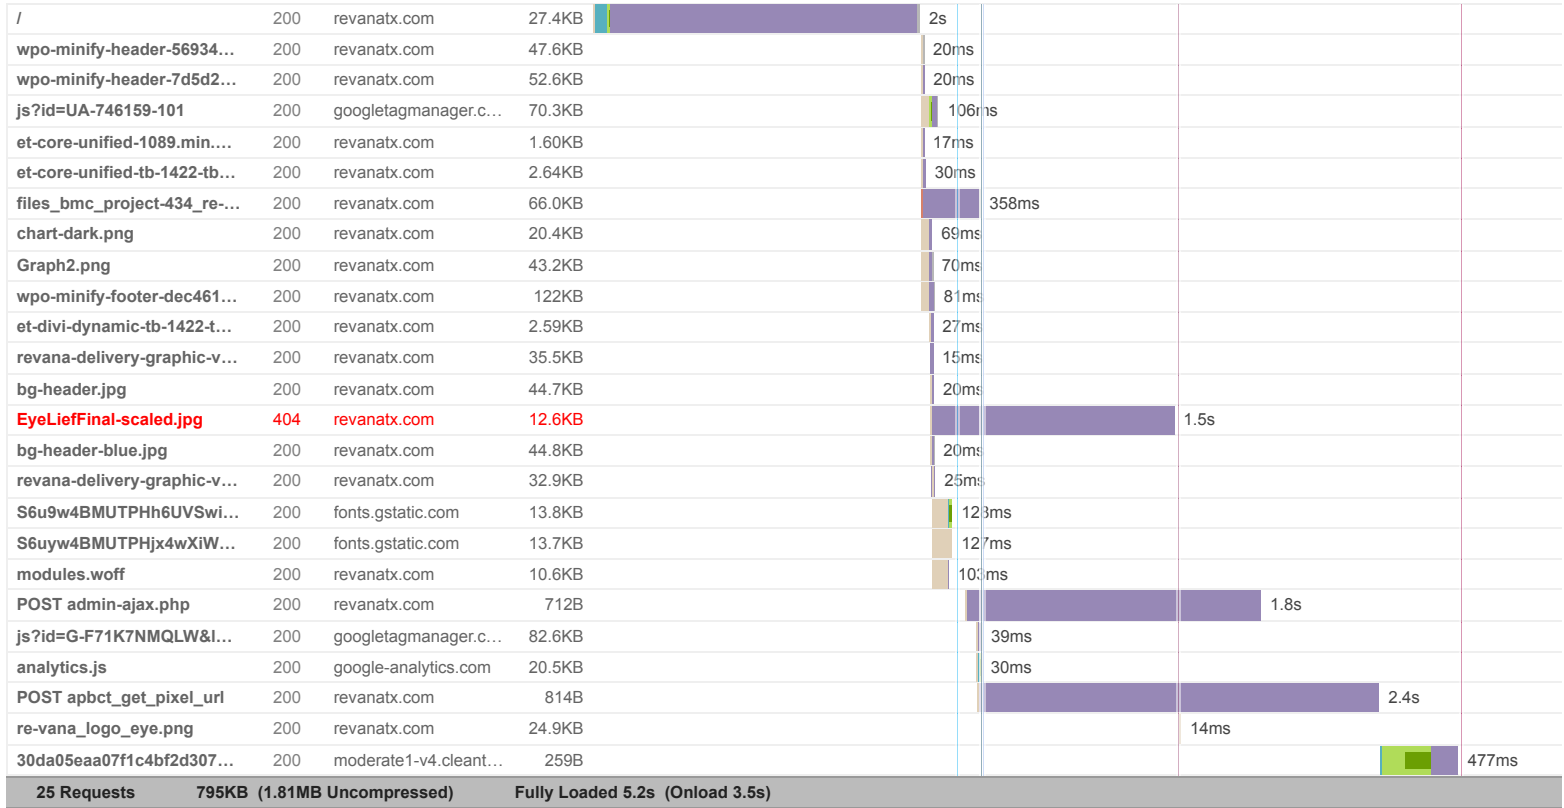 / 200 revanatx.com 27.4KB 2s
wpo-minify-header-56934… 200 revanatx.com 47.6KB 20ms
wpo-minify-header-7d5d2… 200 revanatx.com 52.6KB 20ms
js?id=UA-746159-101 200 googletagmanager.c… 70.3KB 106ms
et-core-unified-1089.min.… 200 revanatx.com 1.60KB 17ms
et-core-unified-tb-1422-tb… 200 revanatx.com 2.64KB 30ms
files_bmc_project-434_re-… 200 revanatx.com 66.0KB 358ms
chart-dark.png 200 revanatx.com 20.4KB 69ms
Graph2.png 200 revanatx.com 43.2KB 70ms
wpo-minify-footer-dec461… 200 revanatx.com 122KB 81ms
et-divi-dynamic-tb-1422-t… 200 revanatx.com 2.59KB 27ms
revana-delivery-graphic-v… 200 revanatx.com 35.5KB 15ms
bg-header.jpg 200 revanatx.com 44.7KB 20ms
EyeLiefFinal-scaled.jpg 404 revanatx.com 12.6KB 1.5s
bg-header-blue.jpg 200 revanatx.com 44.8KB 20ms
revana-delivery-graphic-v… 200 revanatx.com 32.9KB 25ms
S6u9w4BMUTPHh6UVSwi… 200 fonts.gstatic.com 13.8KB 128ms
S6uyw4BMUTPHjx4wXiW… 200 fonts.gstatic.com 13.7KB 127ms
modules.woff 200 revanatx.com 10.6KB 103ms
POST admin-ajax.php 200 revanatx.com 712B 1.8s
js?id=G-F71K7NMQLW&l… 200 googletagmanager.c… 82.6KB 39ms
analytics.js 200 google-analytics.com 20.5KB 30ms
POST apbct_get_pixel_url 200 revanatx.com 814B 2.4s
re-vana_logo_eye.png 200 revanatx.com 24.9KB 14ms
30da05eaa07f1c4bf2d307… 200 moderate1-v4.cleant… 259B 477ms
25 Requests 795KB (1.81MB Uncompressed) Fully Loaded 5.2s (Onload 3.5s)